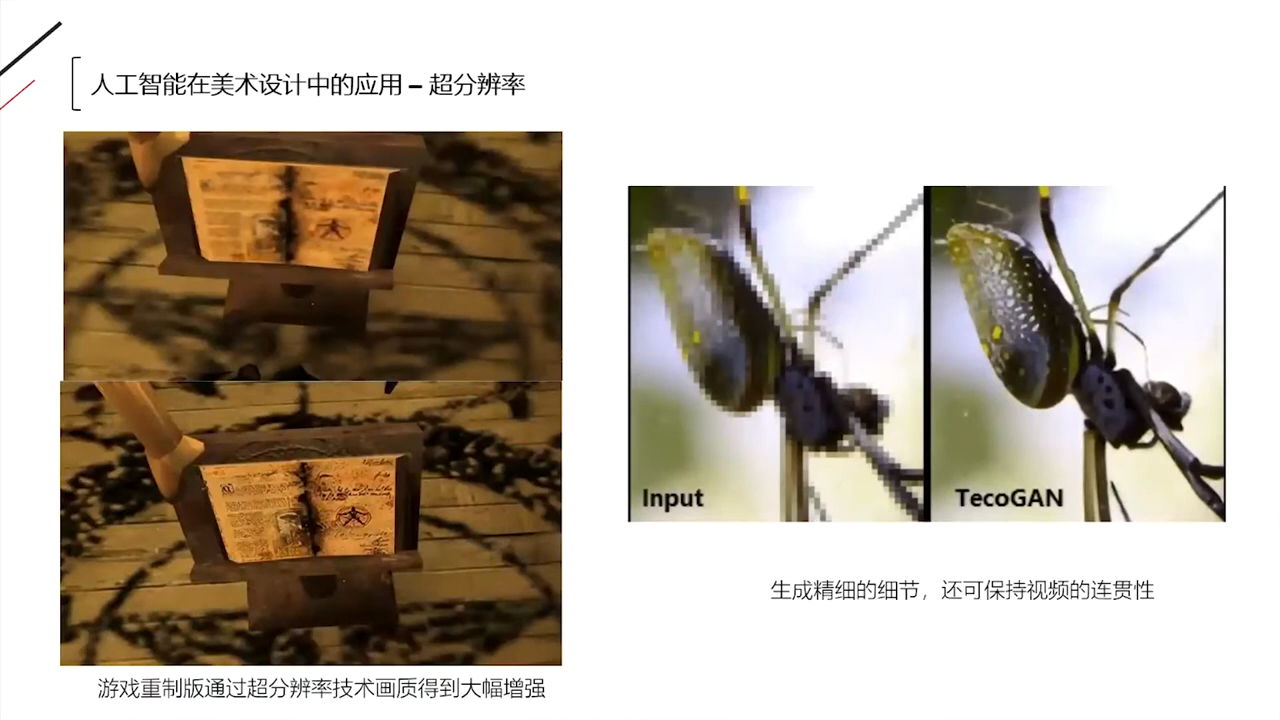 人工智能在美术设计中的应用 – 超分辨率
Input
TecoGAN
生成精细的细节，还可保持视频的连贯性
游戏重制版通过超分辨率技术画质得到大幅增强